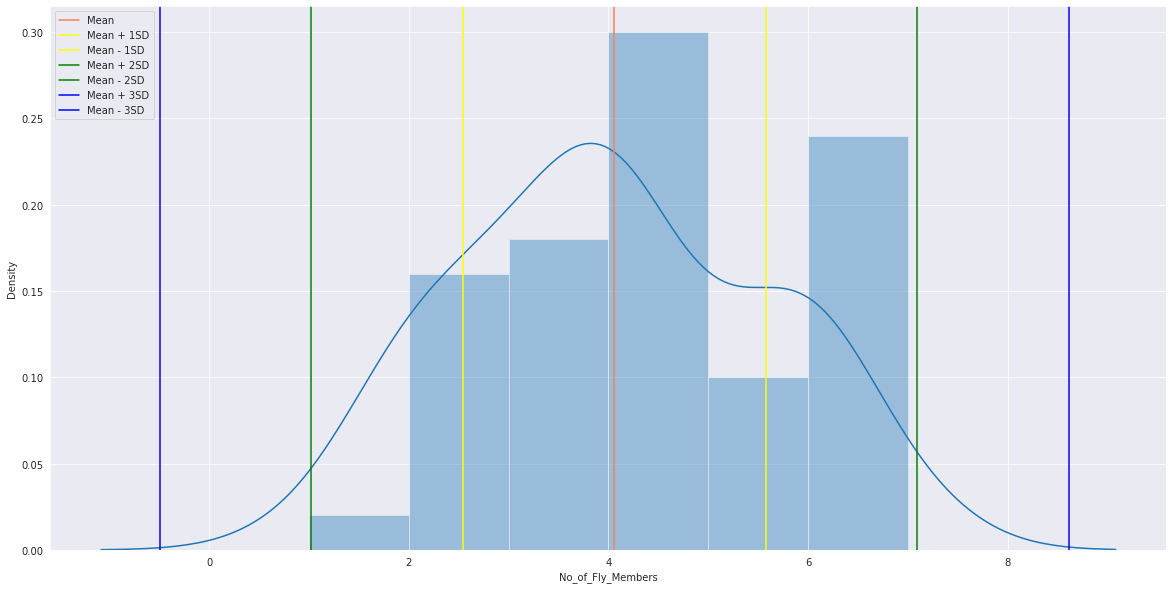 Mean
Mean + 1SD
Mean - 1SD
Mean + 2SD
Mean - 2SD
Mean + 3SD
Mean - 3SD
0.30
0.25
0.20
0.15
0.10
0.05
0.00
Density
0 2 4 6 8
No_of_Fly_Members